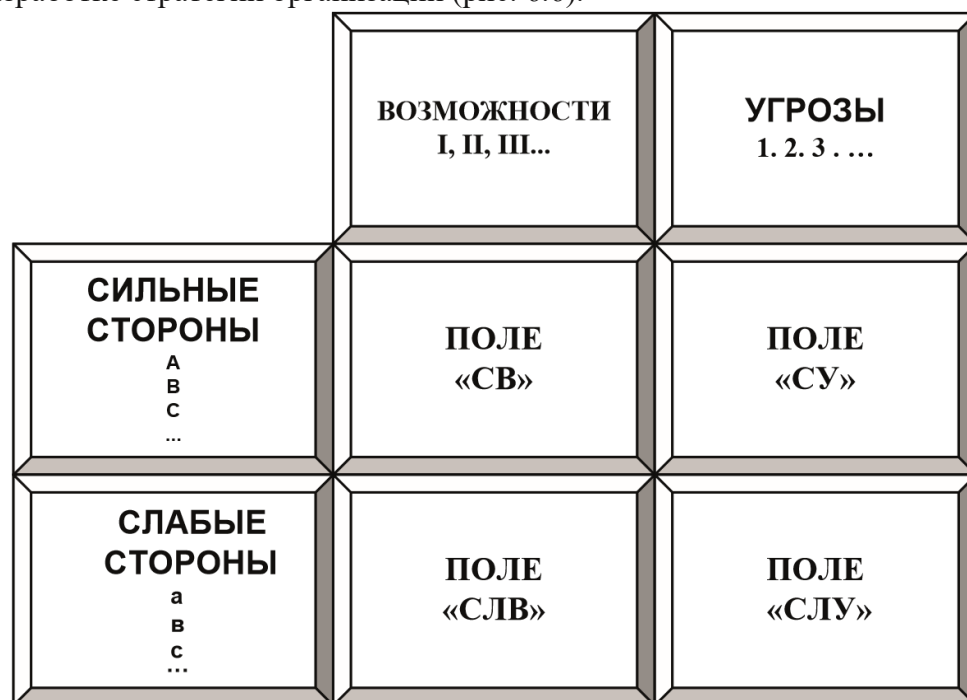 ВОЗМОЖНОСТИ
I, II, III...
УГРОЗЫ
1. 2. 3 . ...
СИЛЬНЫЕ
СТОРОНЫ
А
В
С
...
ПОЛЕ
«СВ»
ПОЛЕ
«СУ»
СЛАБЫЕ
СТОРОНЫ
а
в
с
...
ПОЛЕ
«СЛВ»
ПОЛЕ
«СЛУ»